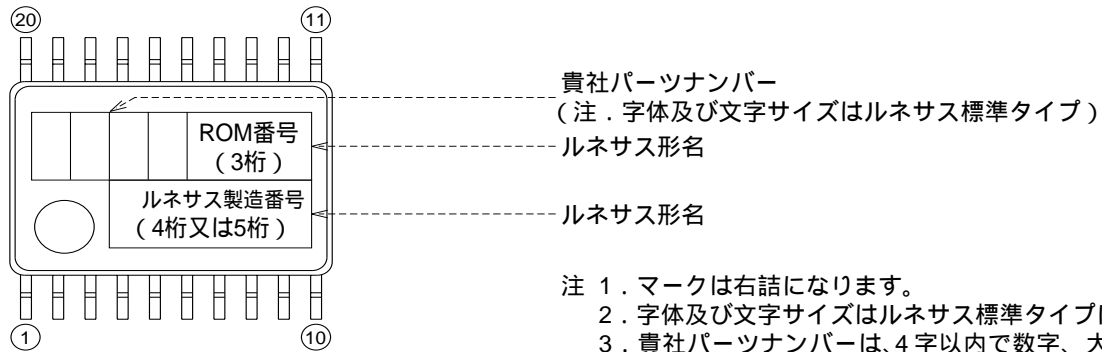 20
11
ROM番号
(3桁)
ルネサス製造番号
(4桁又は5桁)
1
10
貴社パーツナンバー
(注.字体及び文字サイズはルネサス標準タイプ)
ルネサス形名
ルネサス形名
注 1.マークは右詰になります。
2.字体及び文字サイズはルネサス標準タイプ
3.貴社パーツナンバーは、4字以内で数字、大